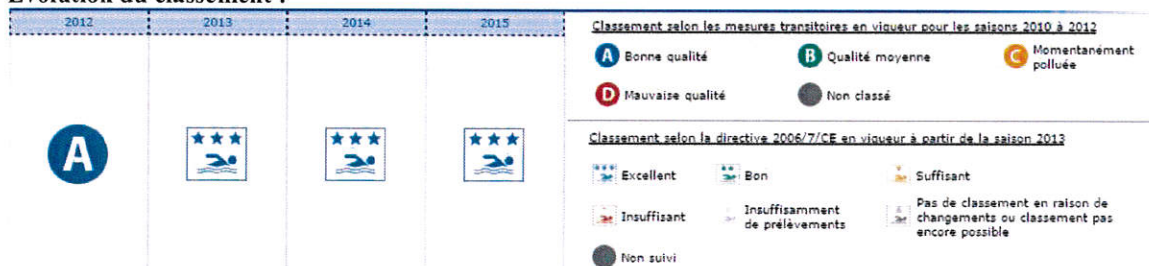 Evolution du classement :
2012 2013 2014 2015
A
Classement selon les mesures transitoires en vigueur pour les saisons 2010 à 2012
A Bonne qualité
B Qualité moyenne
C Momentanément
polluée
D Mauvaise qualité
Non classé
Classement selon la directive 2006/7/CE en vigueur à partir de la saison 2013
Excellent
Bon
Suffisant
Insuffisant
Insuffisamment
de prélèvements
Pas de classement en raison de
changements ou classement pas
encore possible
Non suivi